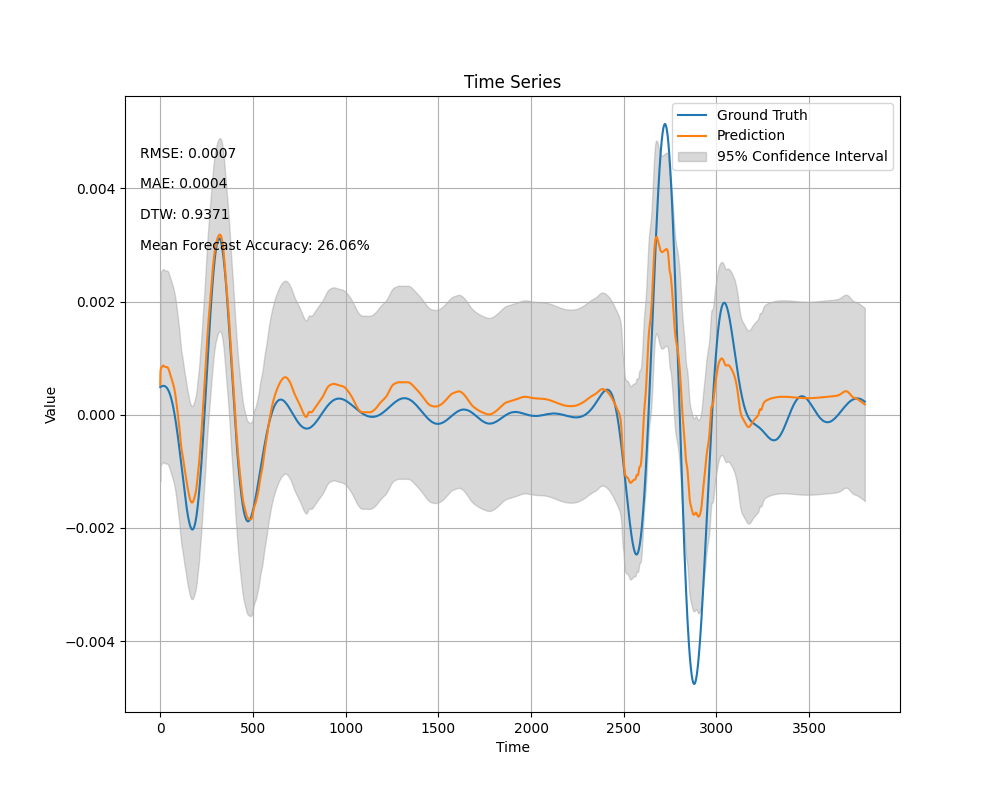 Time Series
Ground Truth
Prediction
95% Confidence Interval
RMSE: 0.0007
MAE: 0.0004
DTW: 0.9371
Mean Forecast Accuracy: 26.06%
Value
0.004
0.002
0.000
−0.002
−0.004
0 500 1000 1500 2000 2500 3000 3500
Time